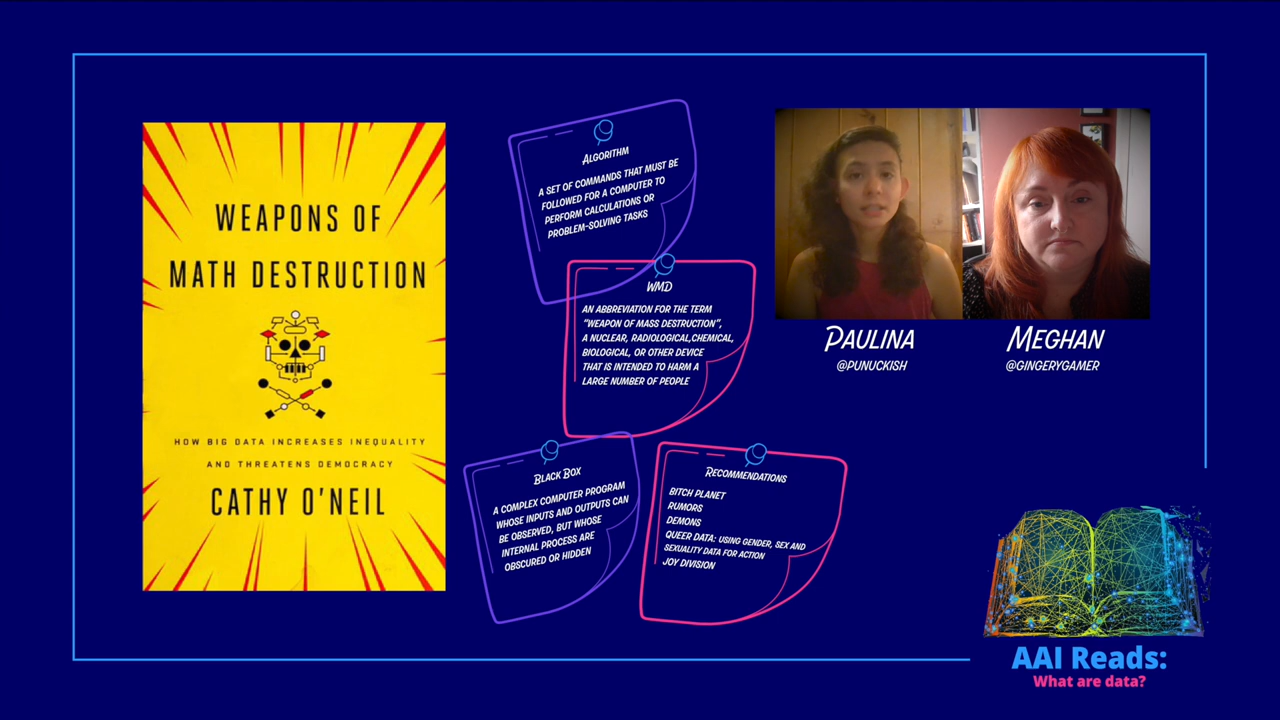 WEAPONS OF
MATH DESTRUCTION
HOW BIG DATA INCREASES INEQUALITY
AND THREATENS DEMOCRACY
CATHY O'NEIL
ALGORITHM
A SET OF COMMANDS THAT MUST BE
FOLLOWED FOR A COMPUTER TO
PERFORM CALCULATIONS OR
PROBLEM-SOLVING TASKS
WMD
AN ABBREVIATION FOR THE TERM
"WEAPON OF MASS DESTRUCTION",
A NUCLEAR, RADIOLOGICAL,CHEMICAL,
BIOLOGICAL, OR OTHER DEVICE
THAT IS INTENDED TO HARM A
LARGE NUMBER OF PEOPLE
BLACK BOX
A COMPLEX COMPUTER PROGRAM
WHOSE INPUTS AND OUTPUTS CAN
BE OBSERVED, BUT WHOSE
INTERNAL PROCESS ARE
OBSCURED OR HIDDEN
RECOMMENDATIONS
BITCH PLANET
RUMORS
DEMONS
QUEER DATA: USING GENDER, SEX AND
SEXUALITY DATA FOR ACTION
JOY DIVISION
PAULINA
@PUNUCKISH
MEGHAN
@GINGERYGAMER
AAI Reads:
What are data?